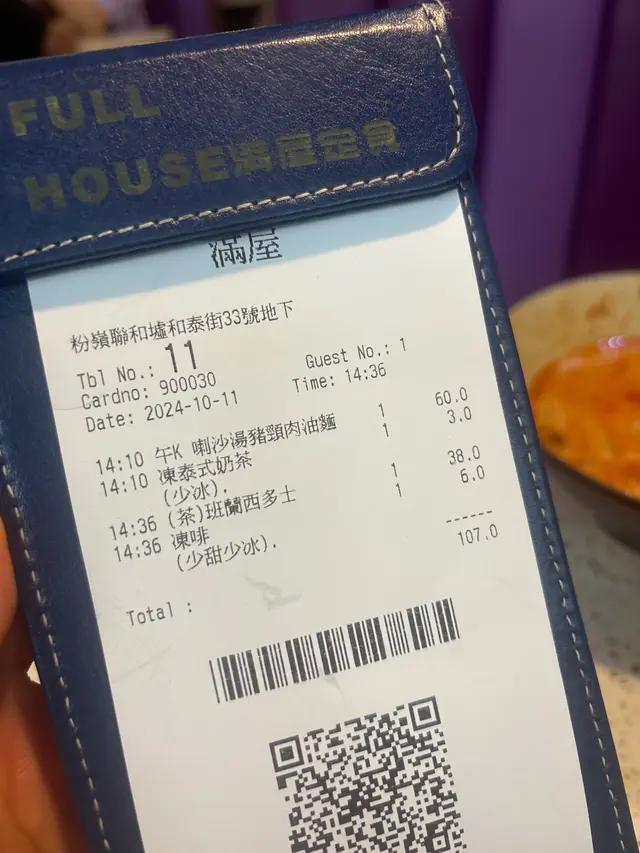 FULL
HOUSE滿屋定食
滿屋
粉嶺聯和墟和泰街33號地下
Tbl No.: 11 Guest No.: 1
Cardno: 900030 Time: 14:36
Date: 2024-10-11
14:10 午K 喇沙湯豬頸肉油麵 1 60.0
14:10 凍泰式奶茶 1 3.0
(少冰).
14:36 (茶)班蘭西多士 1 38.0
14:36 凍啡 1 6.0
(少甜少冰).
------
Total : 107.0